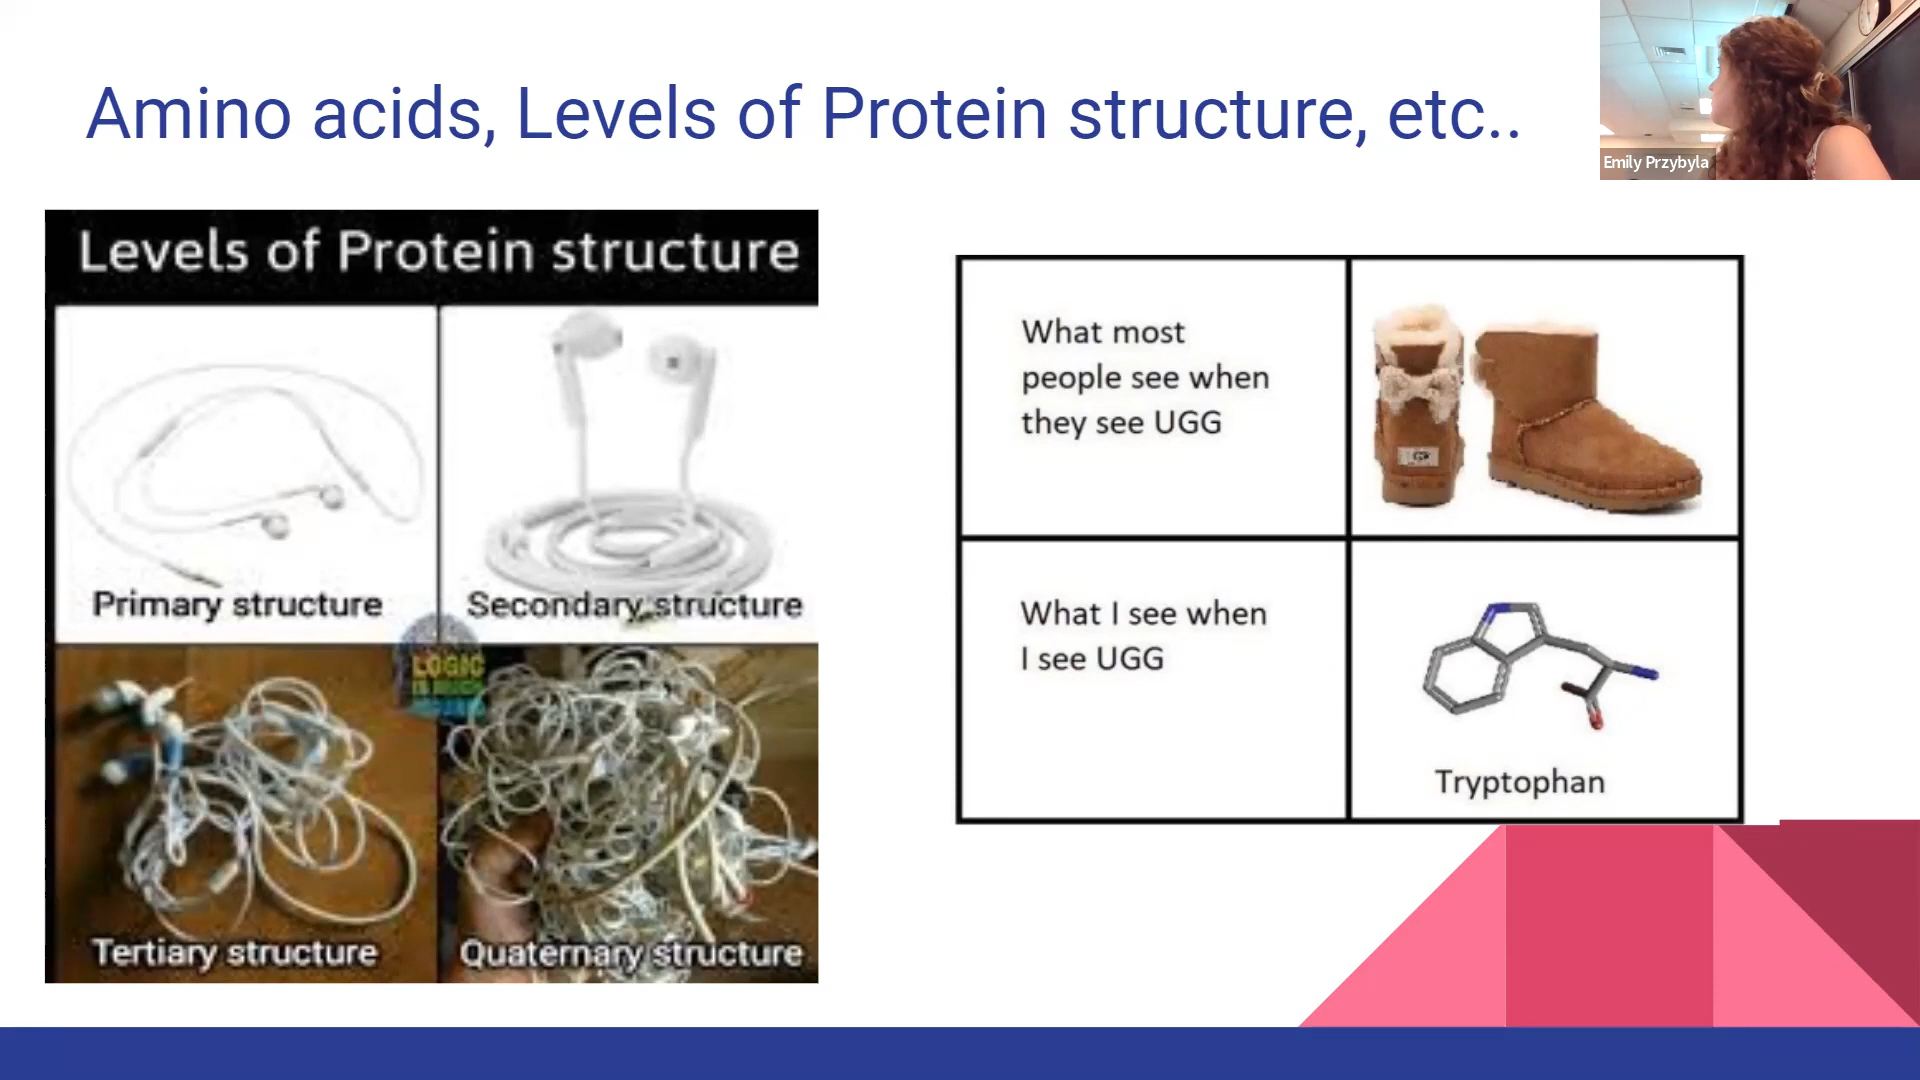 Amino acids, Levels of Protein structure, etc..
Emily Przybyla
Levels of Protein structure
Primary structure
Secondary structure
LOGIC
Tertiary structure
Quaternary structure
What most
people see when
they see UGG
What I see when
I see UGG
Tryptophan